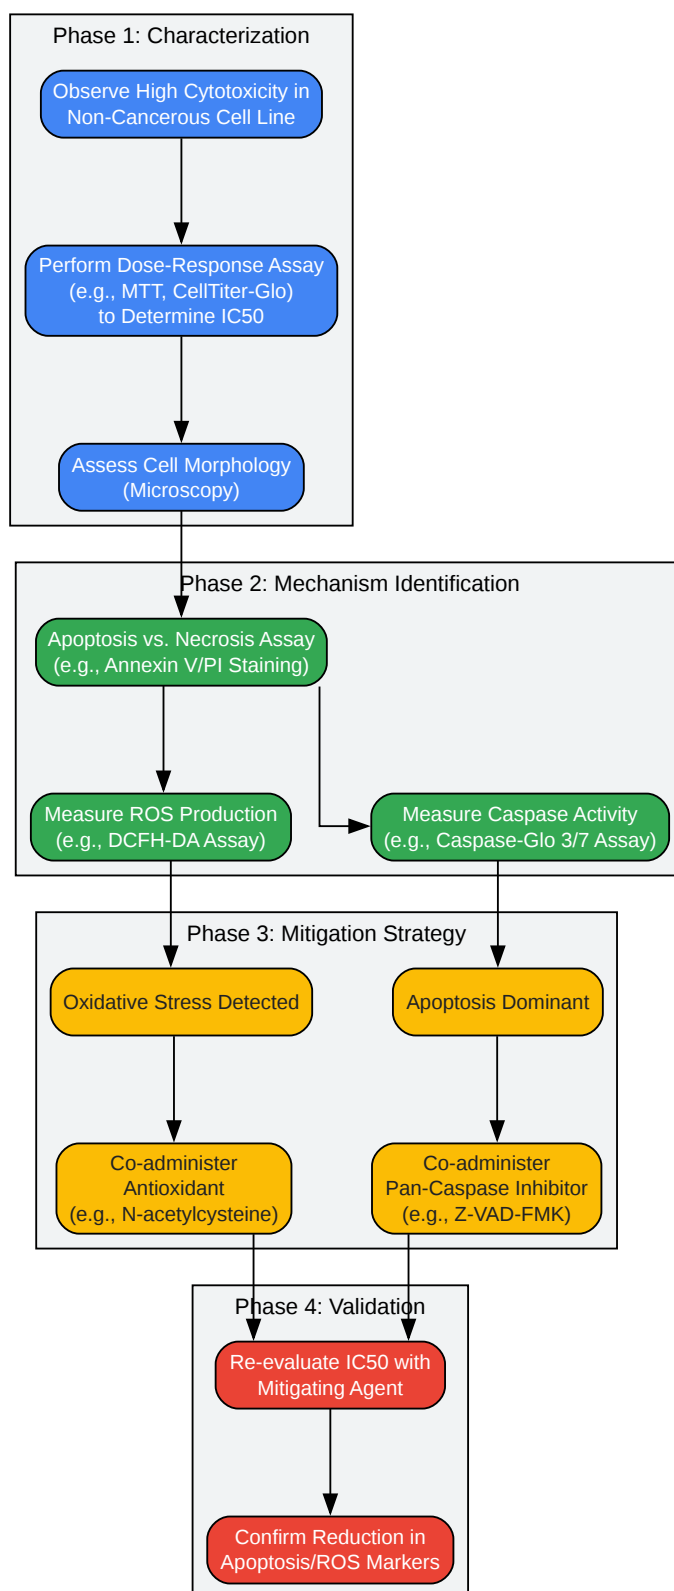 Phase 1: Characterization
Observe High Cytotoxicity in
Non-Cancerous Cell Line
Perform Dose-Response Assay
(e.g., MTT, CellTiter-Glo)
to Determine IC50
Assess Cell Morphology
(Microscopy)
Phase 2: Mechanism Identification
Apoptosis vs. Necrosis Assay
(e.g., Annexin V/PI Staining)
Measure ROS Production
(e.g., DCFH-DA Assay)
Measure Caspase Activity
(e.g., Caspase-Glo 3/7 Assay)
Phase 3: Mitigation Strategy
Oxidative Stress Detected
Apoptosis Dominant
Co-administer
Antioxidant
(e.g., N-acetylcysteine)
Co-administer
Pan-Caspase Inhibitor
(e.g., Z-VAD-FMK)
Phase 4: Validation
Re-evaluate IC50 with
Mitigating Agent
Confirm Reduction in
Apoptosis/ROS Markers